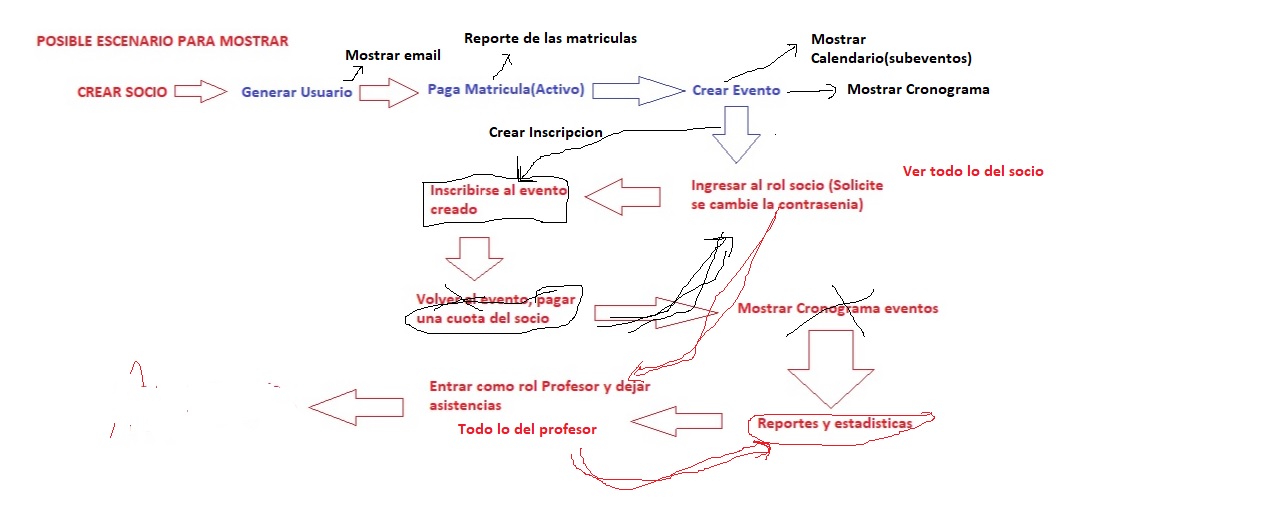 POSIBLE ESCENARIO PARA MOSTRAR
Mostrar email
Reporte de las matriculas
Mostrar
Calendario(subeventos)
CREAR SOCIO
Generar Usuario
Paga Matricula(Activo)
Crear Evento
Mostrar Cronograma
Crear Inscripcion
Inscribirse al evento
creado
Ingresar al rol socio (Solicite
se cambie la contrasenia)
Ver todo lo del socio
Volver al evento, pagar
una cuota del socio
Mostrar Cronograma eventos
Entrar como rol Profesor y dejar
asistencias
Todo lo del profesor
Reportes y estadisticas